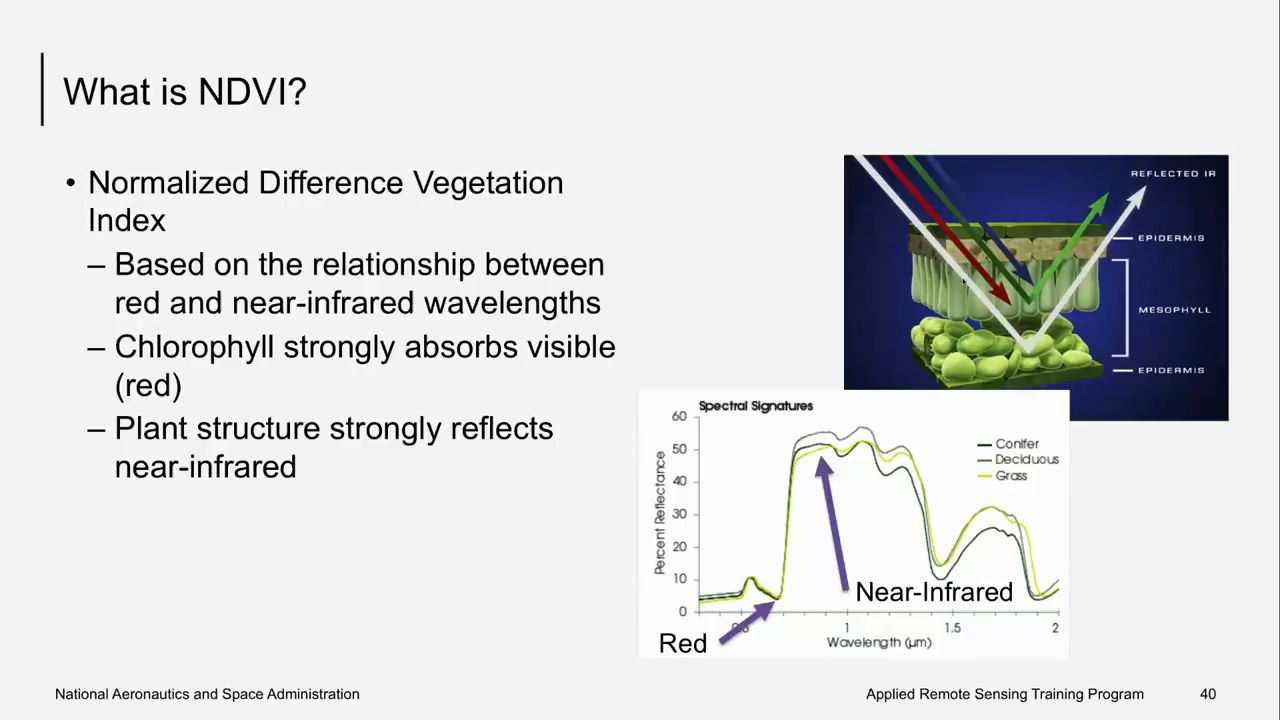 What is NDVI?
• Normalized Difference Vegetation
Index
– Based on the relationship between
red and near-infrared wavelengths
– Chlorophyll strongly absorbs visible
(red)
– Plant structure strongly reflects
near-infrared
REFLECTED IR
EPIDERMIS
MESOPHYLL
EPIDERMIS
Spectral Signatures
Percent Reflectance
60
50
40
30
20
10
0
Conifer
Deciduous
Grass
Near-Infrared
Red
0.5
1
1.5
2
Wavelength (µm)
National Aeronautics and Space Administration
Applied Remote Sensing Training Program
40